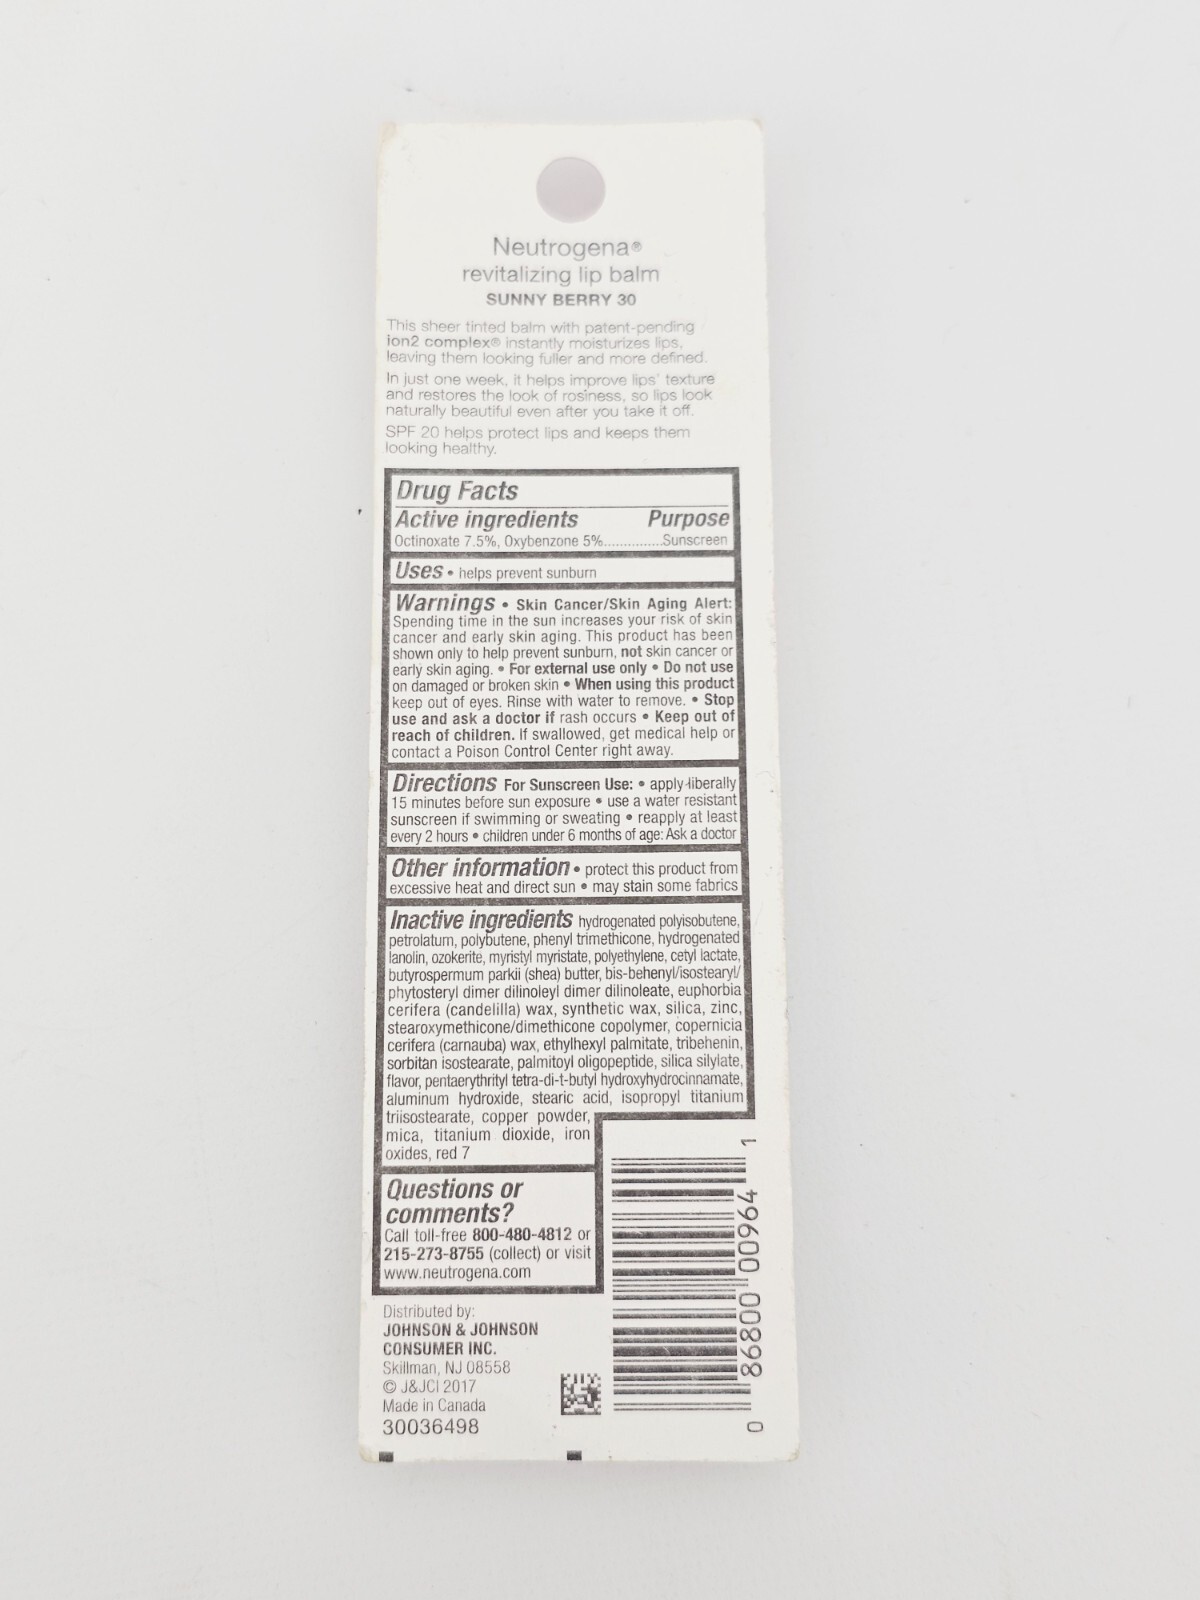 Neutrogena®
revitalizing lip balm
SUNNY BERRY 30
This sheer tinted balm with patent-pending
ion2 complex® instantly moisturizes lips,
leaving them looking fuller and more defined.
In just one week, it helps improve lips' texture
and restores the look of rosiness, so lips look
naturally beautiful even after you take it off.
SPF 20 helps protect lips and keeps them
looking healthy.
Drug Facts
Active ingredients Purpose
Octinoxate 7.5%, Oxybenzone 5%..............Sunscreen
Uses • helps prevent sunburn
Warnings • Skin Cancer/Skin Aging Alert:
Spending time in the sun increases your risk of skin
cancer and early skin aging. This product has been
shown only to help prevent sunburn, not skin cancer or
early skin aging. • For external use only • Do not use
on damaged or broken skin • When using this product
keep out of eyes. Rinse with water to remove. • Stop
use and ask a doctor if rash occurs • Keep out of
reach of children. If swallowed, get medical help or
contact a Poison Control Center right away.
Directions For Sunscreen Use: • apply liberally
15 minutes before sun exposure • use a water resistant
sunscreen if swimming or sweating • reapply at least
every 2 hours • children under 6 months of age: Ask a doctor
Other information • protect this product from
excessive heat and direct sun • may stain some fabrics
Inactive ingredients hydrogenated polyisobutene,
petrolatum, polybutene, phenyl trimethicone, hydrogenated
lanolin, ozokerite, myristyl myristate, polyethylene, cetyl lactate,
butyrospermum parkii (shea) butter, bis-behenyl/isostearyl/
phytosteryl dimer dilinoleyl dimer dilinoleate, euphorbia
cerifera (candelilla) wax, synthetic wax, silica, zinc,
stearoxymethicone/dimethicone copolymer, copernicia
cerifera (carnauba) wax, ethylhexyl palmitate, tribehenin,
sorbitan isostearate, palmitoyl oligopeptide, silica silylate,
flavor, pentaerythrityl tetra-di-t-butyl hydroxyhydrocinnamate,
aluminum hydroxide, stearic acid, isopropyl titanium
triisostearate, copper powder,
mica, titanium dioxide, iron
oxides, red 7
Questions or
comments?
Call toll-free 800-480-4812 or
215-273-8755 (collect) or visit
www.neutrogena.com
Distributed by:
JOHNSON & JOHNSON
CONSUMER INC.
Skillman, NJ 08558
© J&JCI 2017
Made in Canada
30036498
0 86800 00964 1